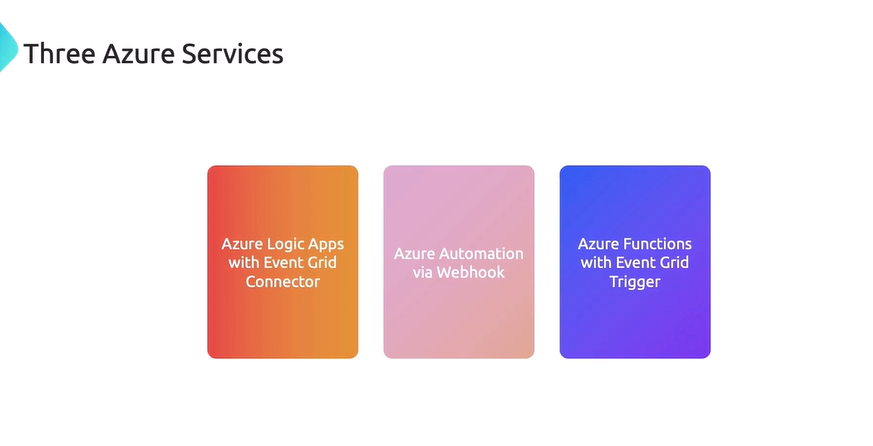 Three Azure Services
Azure Logic Apps
with Event Grid
Connector
Azure Automation
via Webhook
Azure Functions
with Event Grid
Trigger